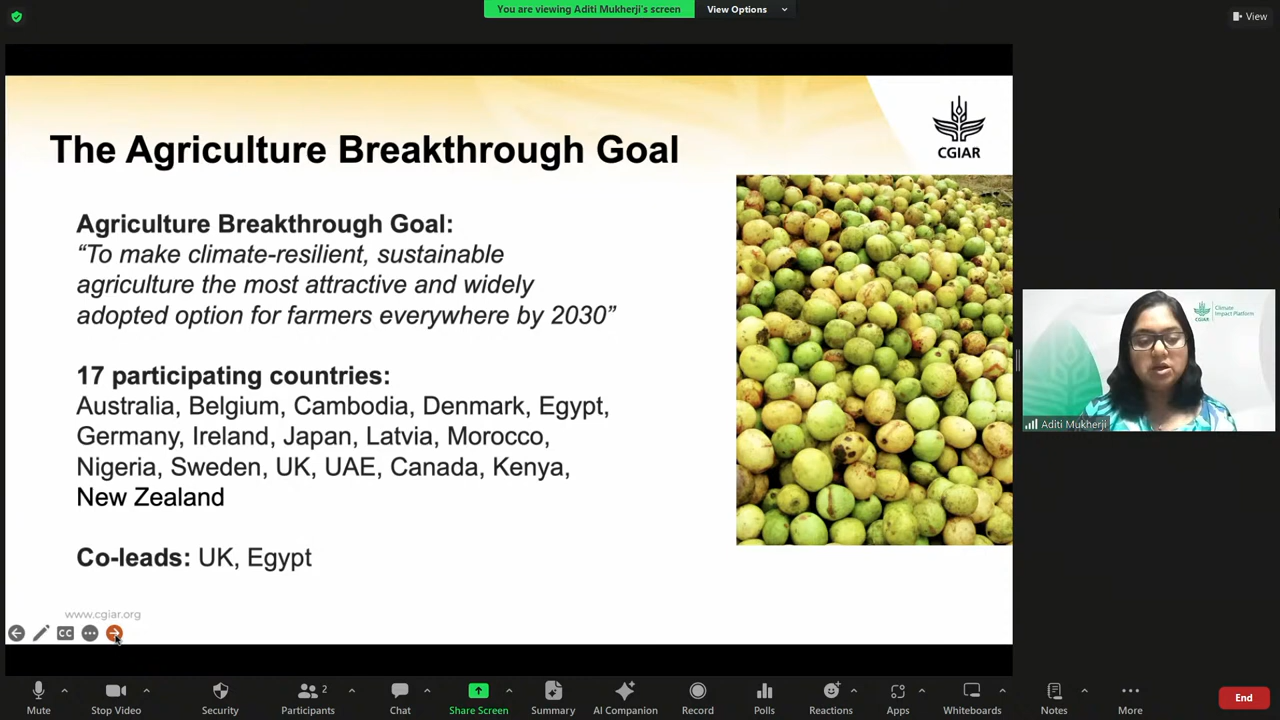 You are viewing Aditi Mukherji's screen
View Options
View
The Agriculture Breakthrough Goal
CGIAR
Agriculture Breakthrough Goal:
“To make climate-resilient, sustainable
agriculture the most attractive and widely
adopted option for farmers everywhere by 2030”
17 participating countries:
Australia, Belgium, Cambodia, Denmark, Egypt,
Germany, Ireland, Japan, Latvia, Morocco,
Nigeria, Sweden, UK, UAE, Canada, Kenya,
New Zealand
Co-leads: UK, Egypt
www.cgiar.org
CC
CGIAR
Climate
Impact Platform
Aditi Mukherji
Mute
Stop Video
Security
Participants
2
Chat
Share Screen
Summary
AI Companion
Record
Polls
Reactions
Apps
Whiteboards
Notes
More
End